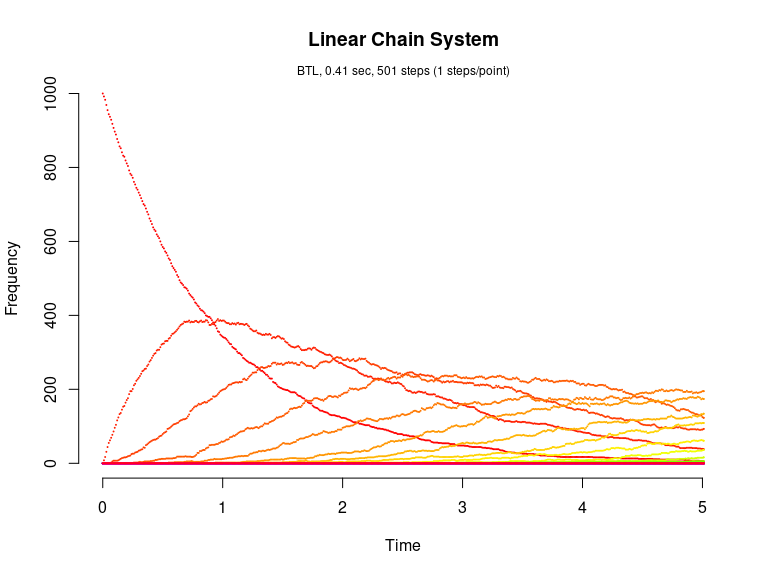 Linear Chain System
BTL, 0.41 sec, 501 steps (1 steps/point)
Frequency
1000
800
600
400
200
0
0 1 2 3 4 5
Time